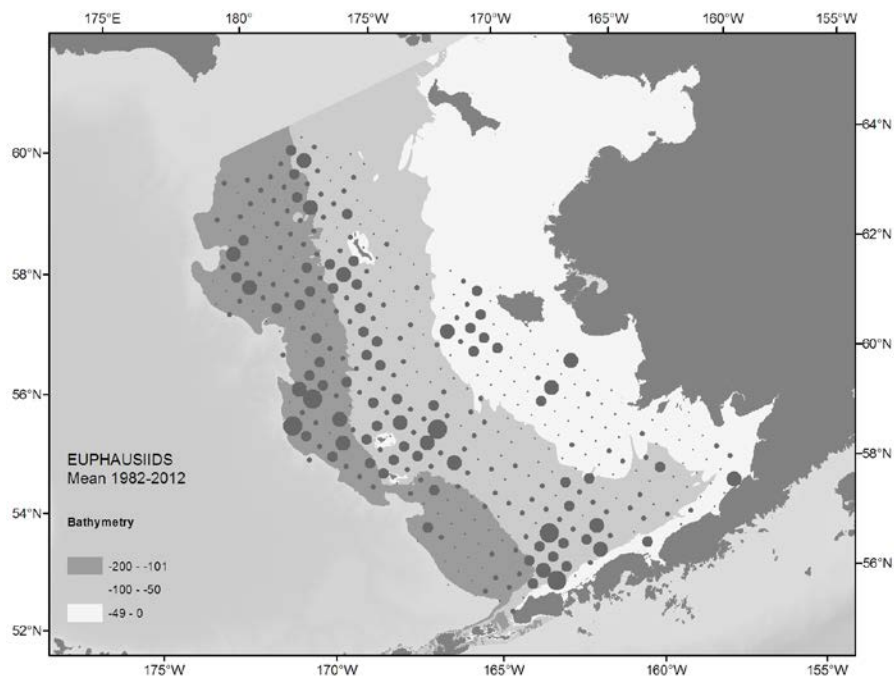 175°E 180° 175°W 170°W 165°W 160°W 155°W
60°N 64°N
58°N 62°N
56°N 60°N
54°N 58°N
52°N 56°N
EUPHAUSIIDS
Mean 1982-2012
Bathymetry
-200 - -101
-100 - -50
-49 - 0
175°W 170°W 165°W 160°W 155°W